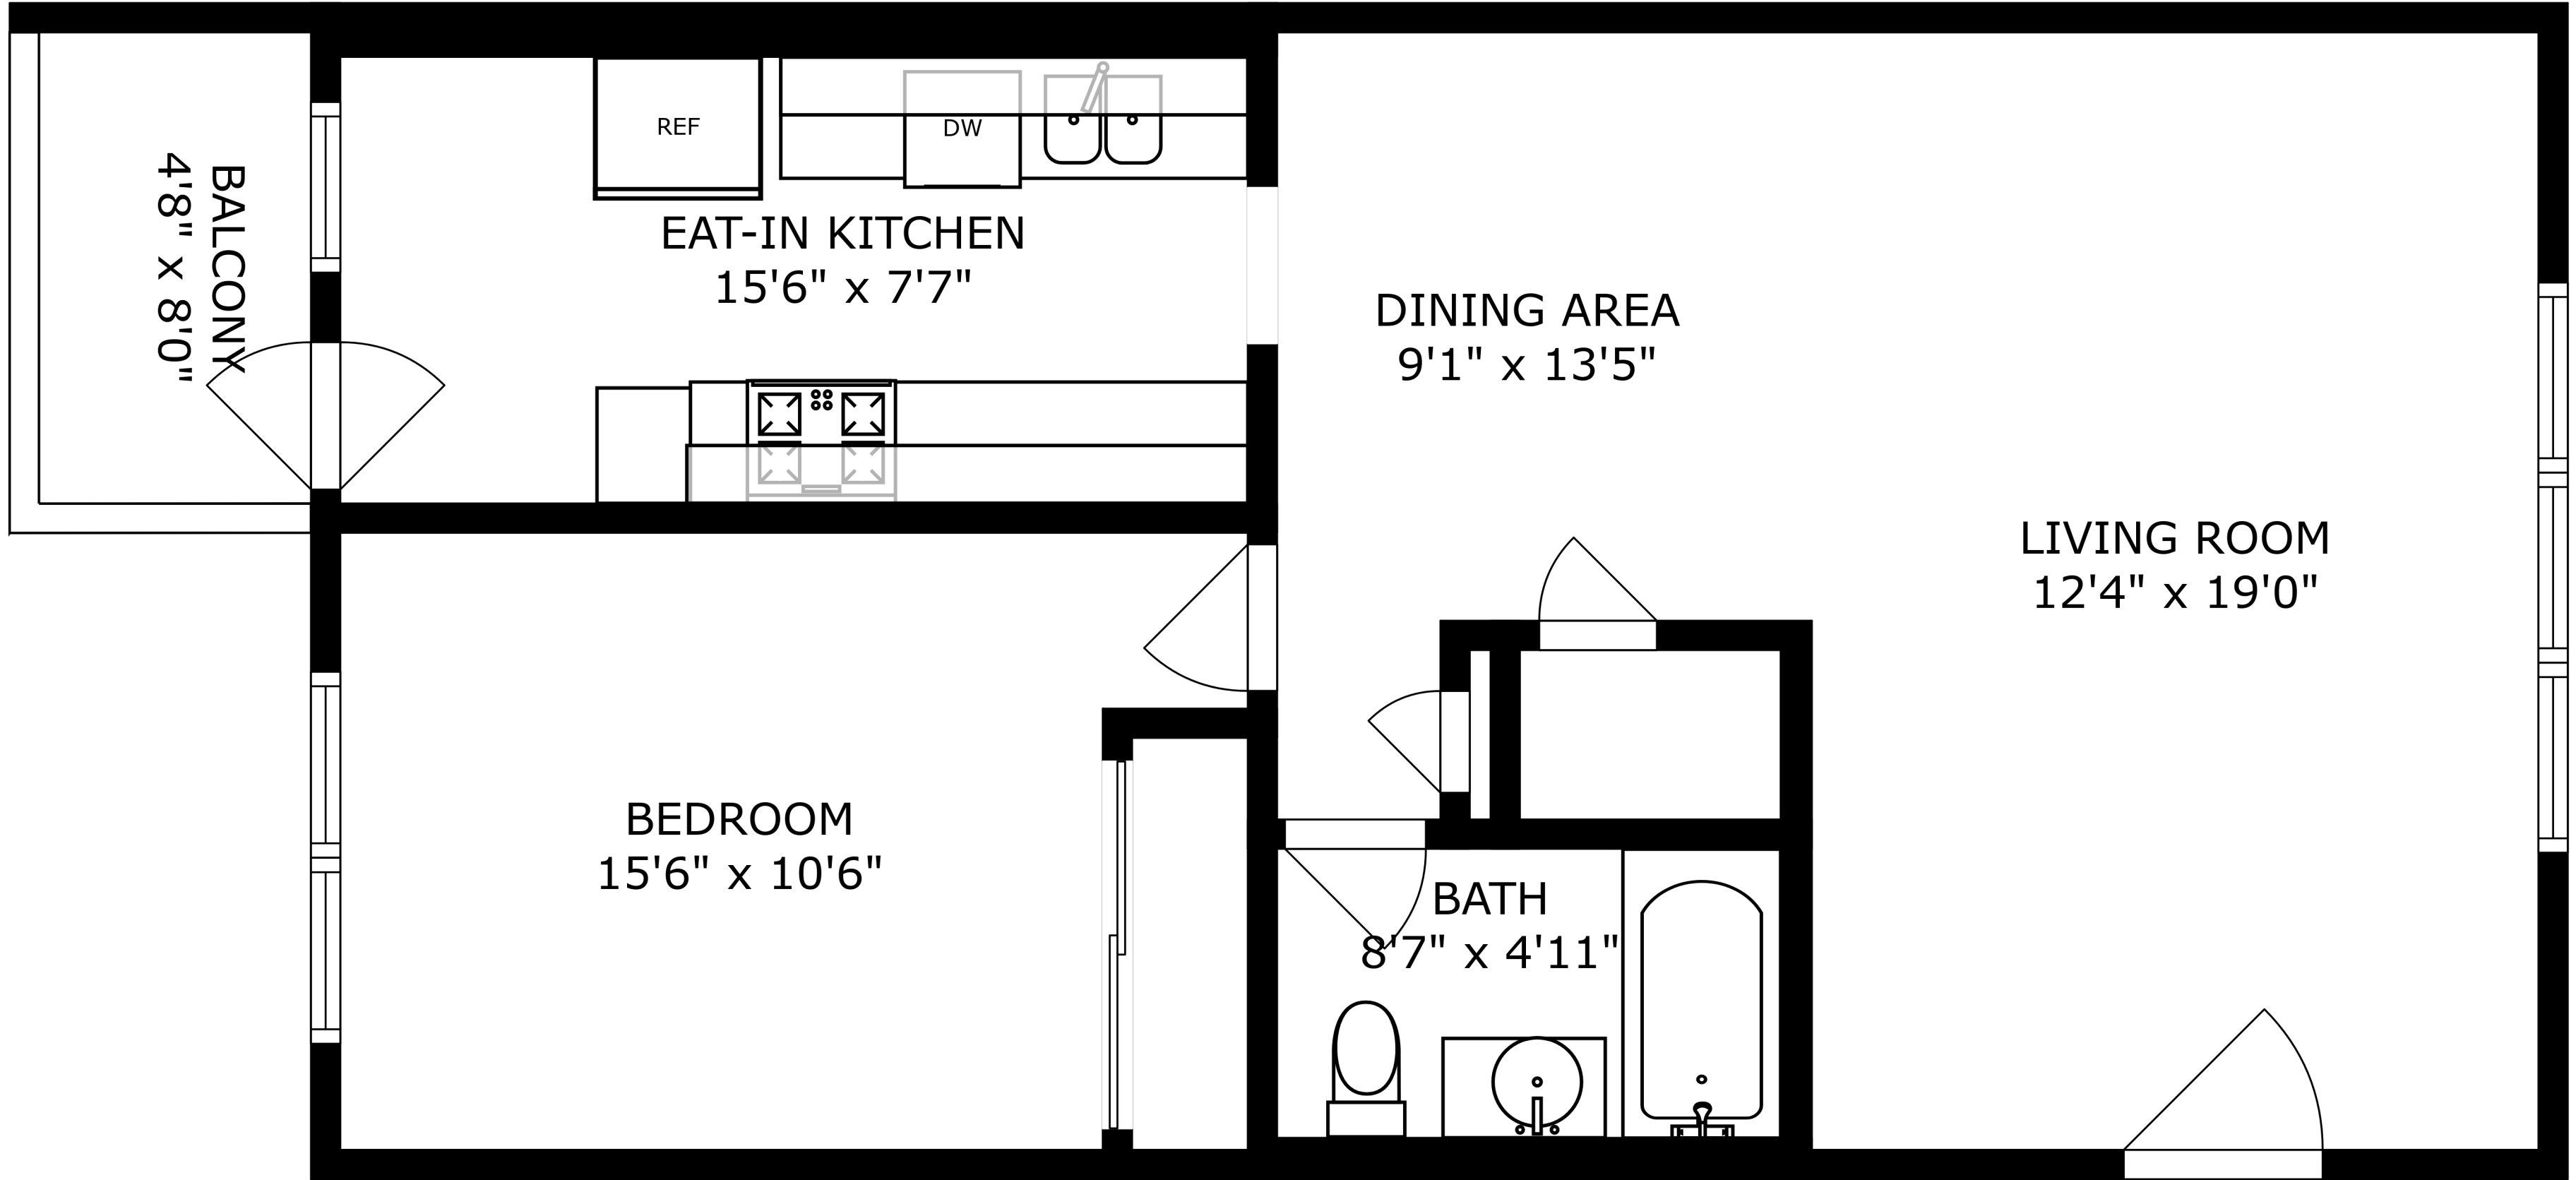 BALCONY
4'8" x 8'0"
REF
DW
EAT-IN KITCHEN
15'6" x 7'7"
DINING AREA
9'1" x 13'5"
LIVING ROOM
12'4" x 19'0"
BEDROOM
15'6" x 10'6"
BATH
8'7" x 4'11"